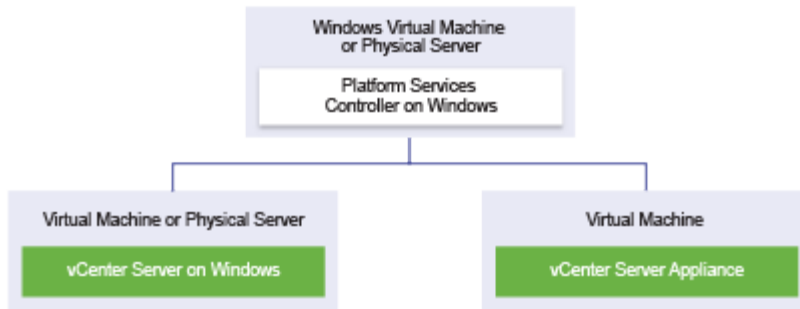 Windows Virtual Machine
or Physical Server
Platform Services
Controller on Windows
Virtual Machine or Physical Server
vCenter Server on Windows
Virtual Machine
vCenter Server Appliance